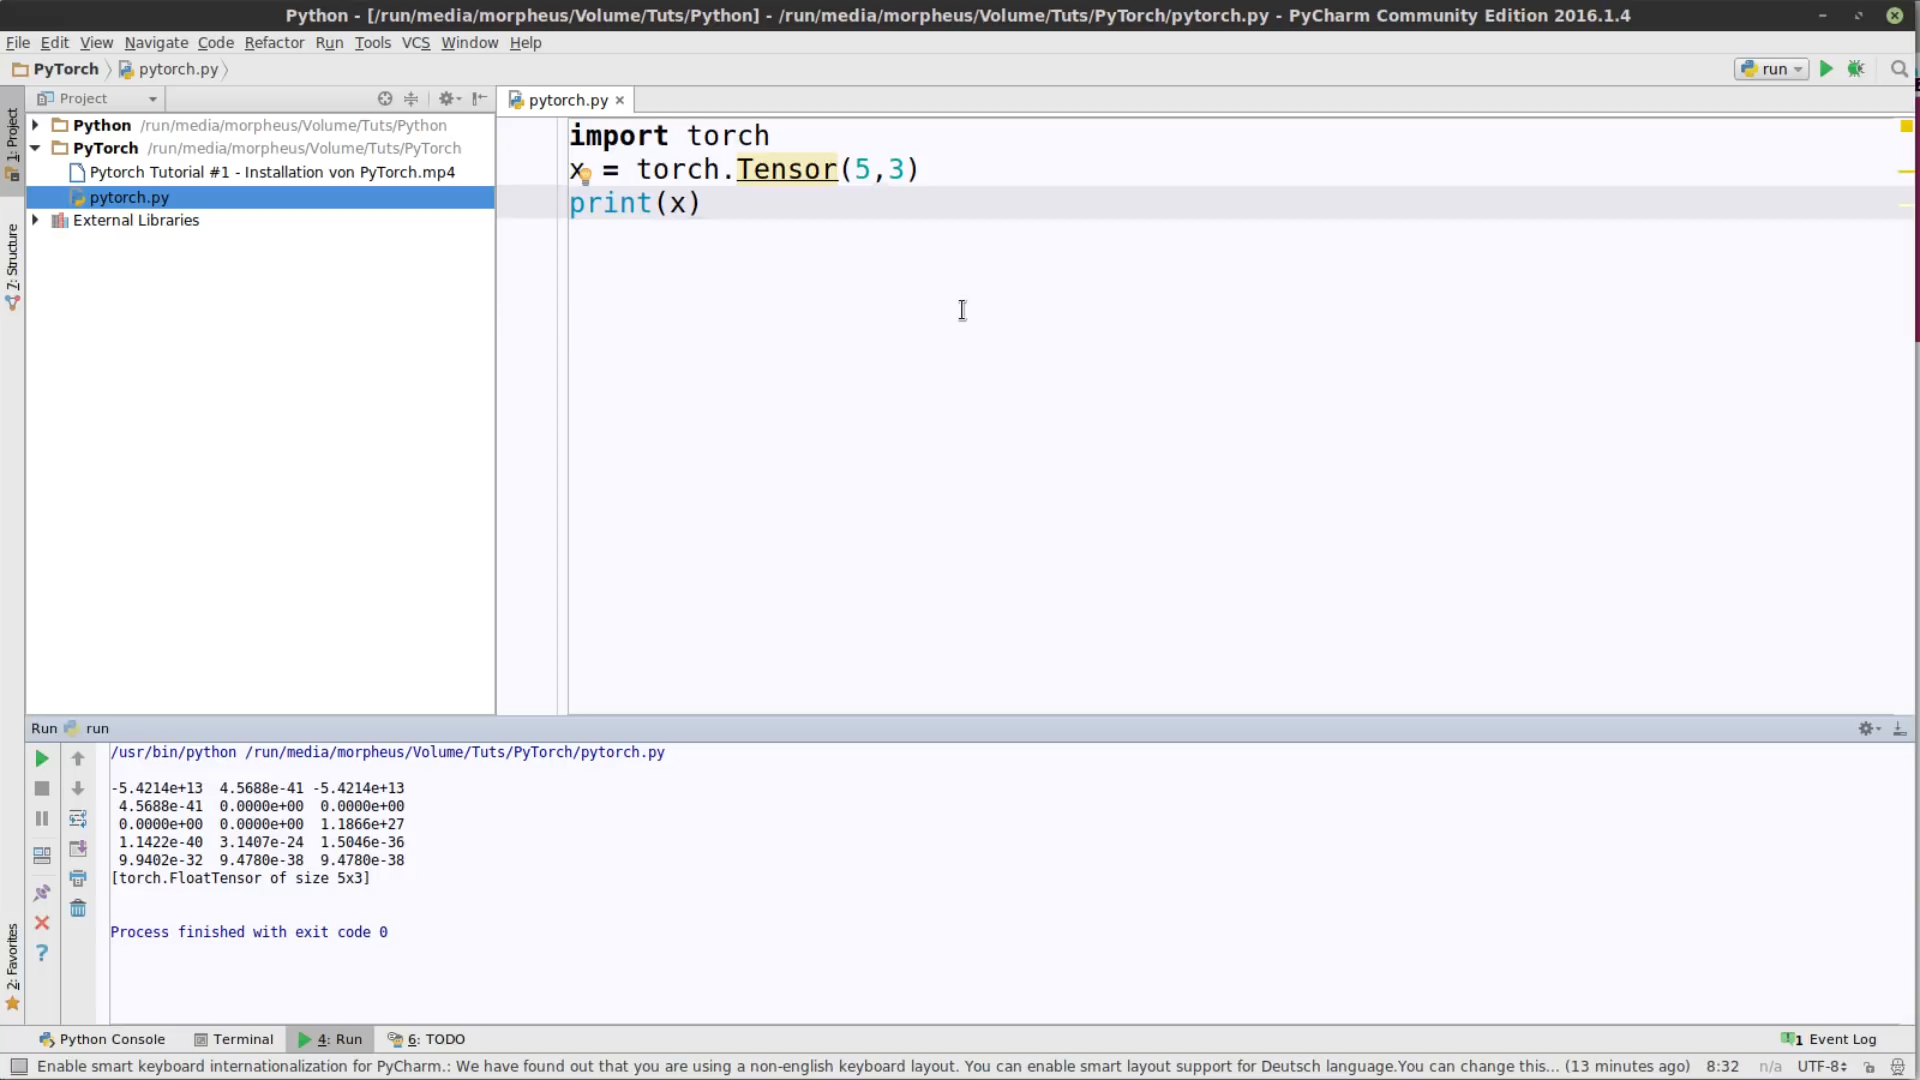 Python - [/run/media/morpheus/Volume/Tuts/Python] - /run/media/morpheus/Volume/Tuts/PyTorch/pytorch.py - PyCharm Community Edition 2016.1.4
File Edit View Navigate Code Refactor Run Tools VCS Window Help
PyTorch pytorch.py
run
Project
pytorch.py
1: Project
7: Structure
2: Favorites
Python /run/media/morpheus/Volume/Tuts/Python
PyTorch /run/media/morpheus/Volume/Tuts/PyTorch
Pytorch Tutorial #1 - Installation von PyTorch.mp4
pytorch.py
External Libraries
import torch
x = torch.Tensor(5,3)
print(x)
Run run
/usr/bin/python /run/media/morpheus/Volume/Tuts/PyTorch/pytorch.py
-5.4214e+13 4.5688e-41 -5.4214e+13
4.5688e-41 0.0000e+00 0.0000e+00
0.0000e+00 0.0000e+00 1.1866e+27
1.1422e-40 3.1407e-24 1.5046e-36
9.9402e-32 9.4780e-38 9.4780e-38
[torch.FloatTensor of size 5x3]
Process finished with exit code 0
Python Console Terminal 4: Run 6: TODO 1 Event Log
Enable smart keyboard internationalization for PyCharm.: We have found out that you are using a non-english keyboard layout. You can enable smart layout support for Deutsch language.You can change this... (13 minutes ago) 8:32 n/a UTF-8